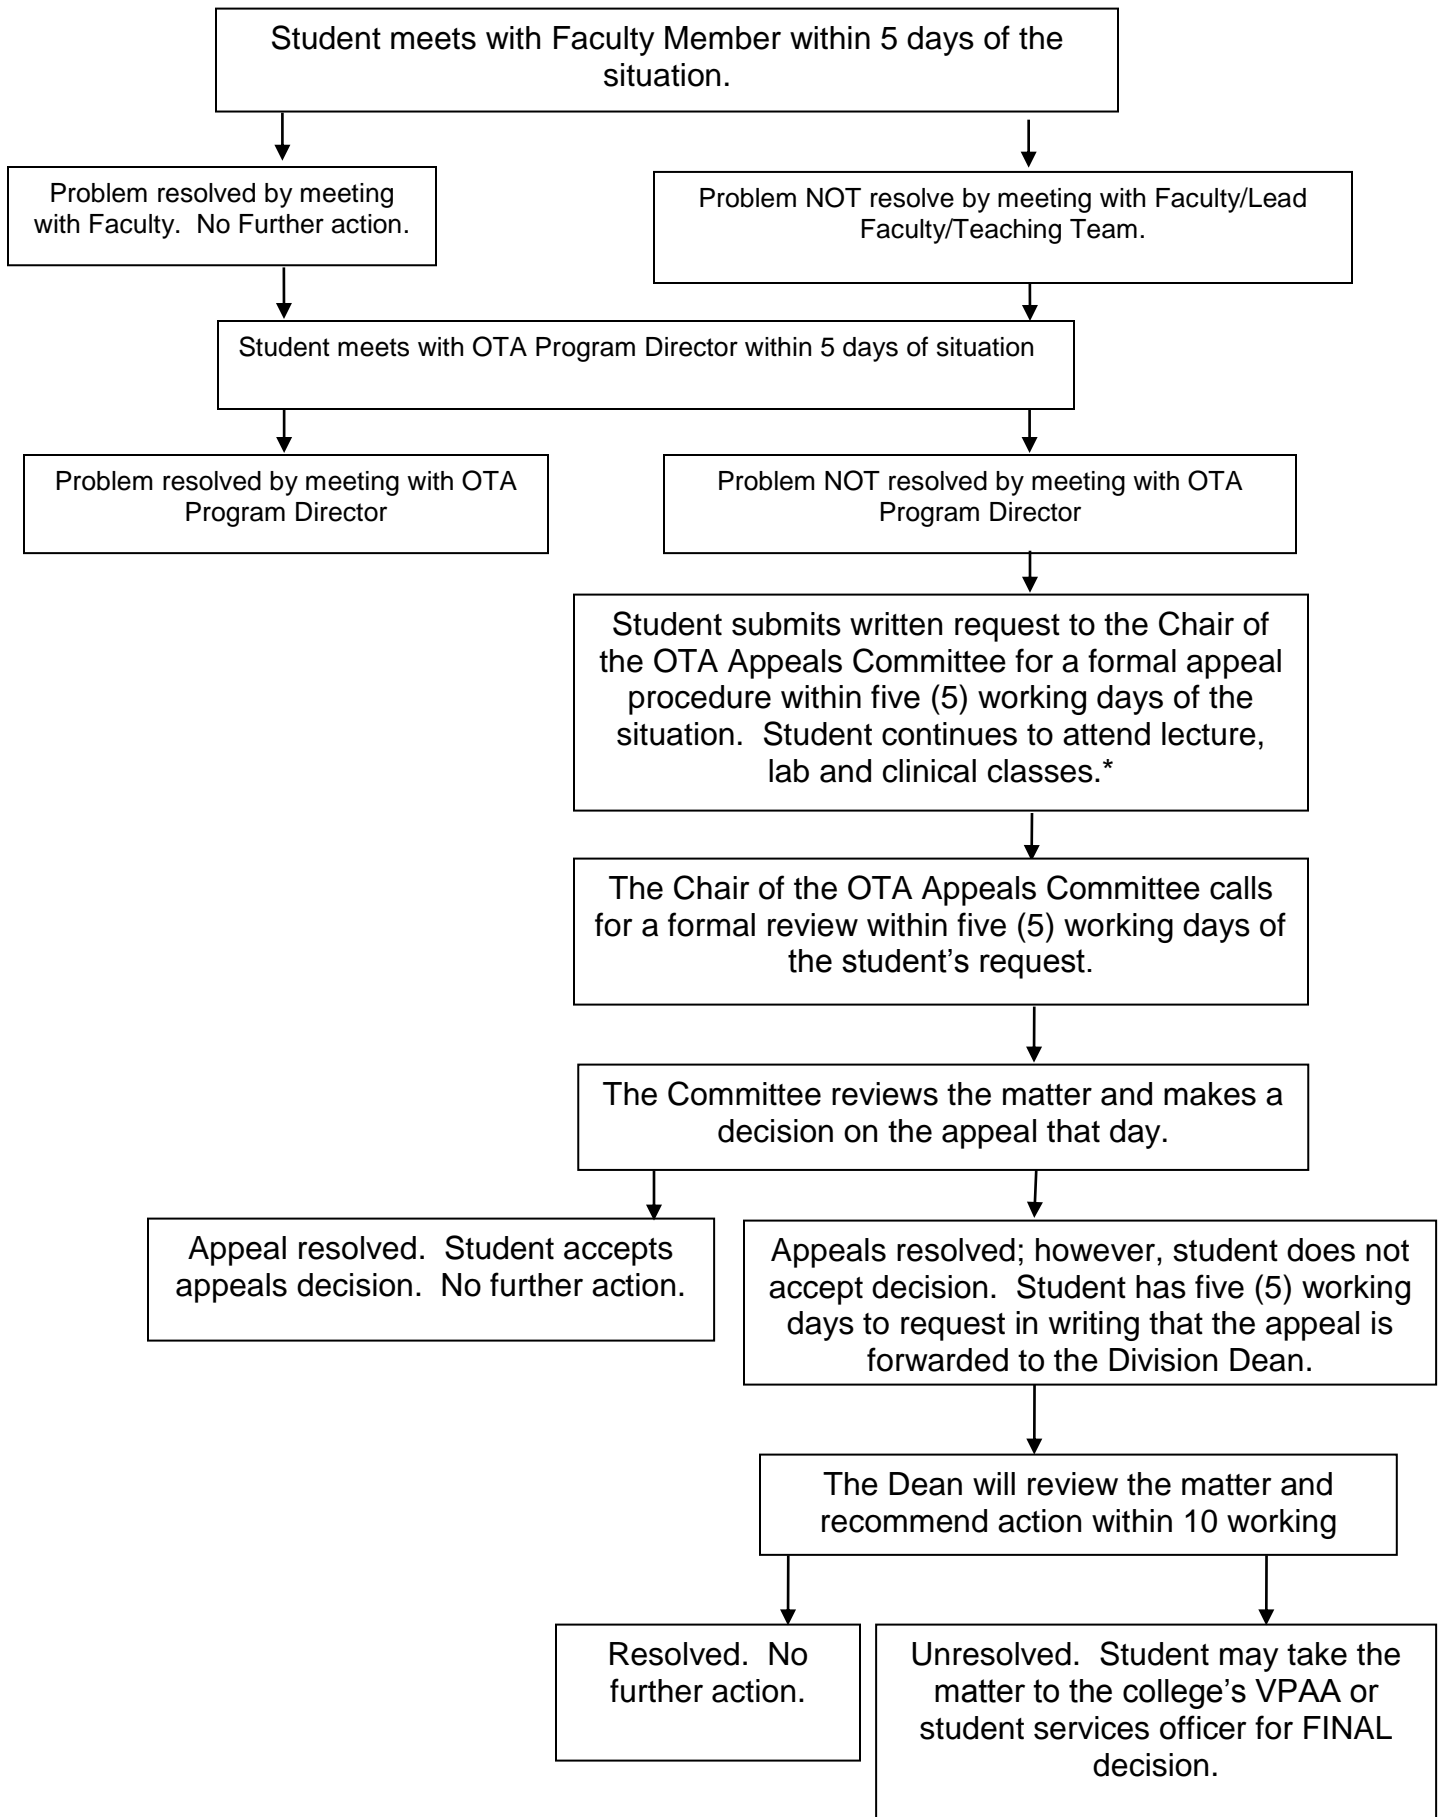 Student meets with Faculty Member within 5 days of the
situation.
Problem resolved by meeting
with Faculty.  No Further action.
Problem NOT resolve by meeting with Faculty/Lead
Faculty/Teaching Team.
Student meets with OTA Program Director within 5 days of situation
Problem resolved by meeting with OTA
Program Director
Problem NOT resolved by meeting with OTA
Program Director
Student submits written request to the Chair of
the OTA Appeals Committee for a formal appeal
procedure within five (5) working days of the
situation.  Student continues to attend lecture,
lab and clinical classes.*
The Chair of the OTA Appeals Committee calls
for a formal review within five (5) working days of
the student’s request.
The Committee reviews the matter and makes a
decision on the appeal that day.
Appeal resolved.  Student accepts
appeals decision.  No further action.
Appeals resolved; however, student does not
accept decision.  Student has five (5) working
days to request in writing that the appeal is
forwarded to the Division Dean.
The Dean will review the matter and
recommend action within 10 working
Resolved.  No
further action.
Unresolved.  Student may take the
matter to the college’s VPAA or
student services officer for FINAL
decision.